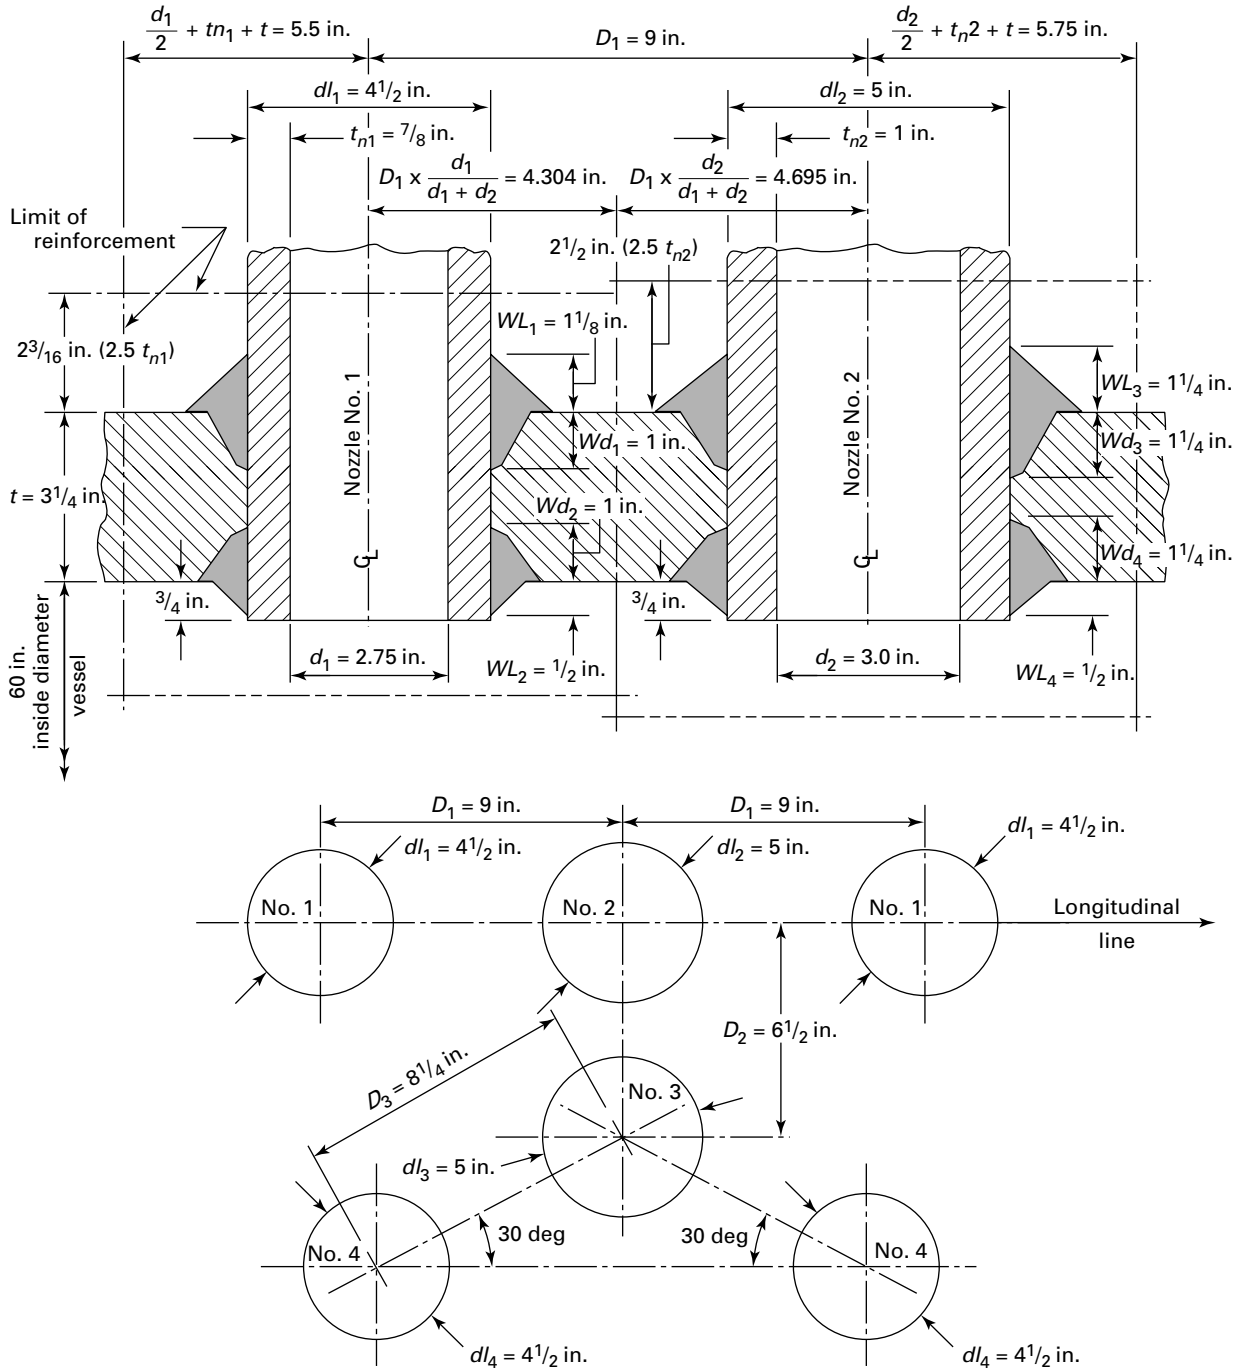 d1/2 + tn1 + t = 5.5 in.
D1 = 9 in.
d2/2 + tn2 + t = 5.75 in.
dl1 = 4 1/2 in.
dl2 = 5 in.
tn1 = 7/8 in.
tn2 = 1 in.
D1 x d1/(d1 + d2) = 4.304 in.
D1 x d2/(d1 + d2) = 4.695 in.
Limit of
reinforcement
2 1/2 in. (2.5 tn2)
2 3/16 in. (2.5 tn1)
WL1 = 1 1/8 in.
WL3 = 1 1/4 in.
Nozzle No. 1
Nozzle No. 2
Wd1 = 1 in.
Wd3 = 1 1/4 in.
t = 3 1/4 in.
Wd2 = 1 in.
CL
CL
Wd4 = 1 1/4 in.
3/4 in.
3/4 in.
60 in.
inside diameter
vessel
d1 = 2.75 in.
WL2 = 1/2 in.
d2 = 3.0 in.
WL4 = 1/2 in.
D1 = 9 in.
D1 = 9 in.
dl1 = 4 1/2 in.
dl2 = 5 in.
dl1 = 4 1/2 in.
No. 1
No. 2
No. 1
Longitudinal
line
D2 = 6 1/2 in.
D3 = 8 1/4 in.
No. 3
dl3 = 5 in.
30 deg
30 deg
No. 4
No. 4
dl4 = 4 1/2 in.
dl4 = 4 1/2 in.